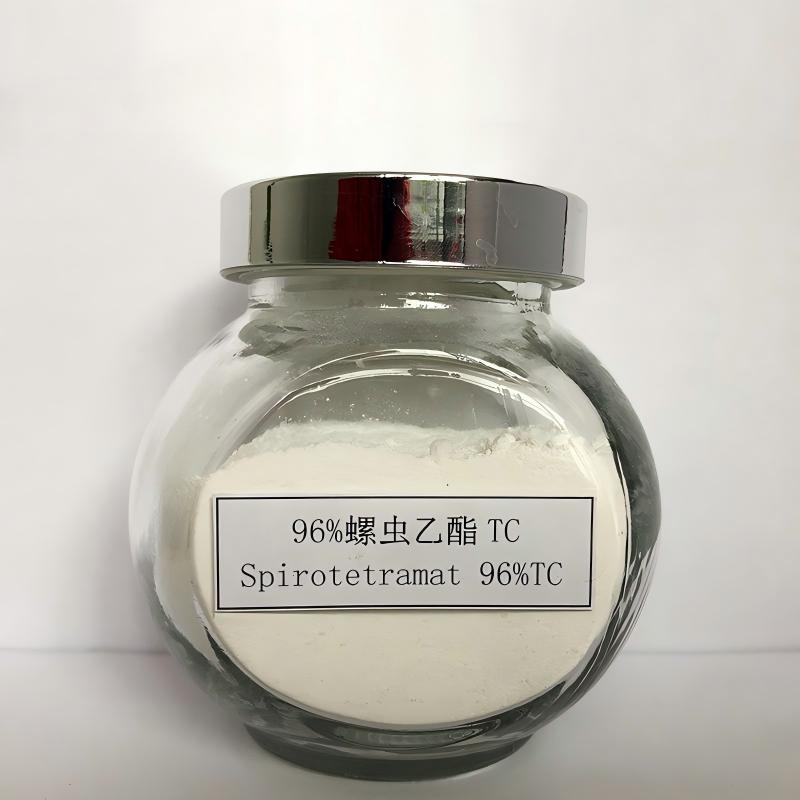 96%螺虫乙酯 TC
Spirotetramat 96%TC